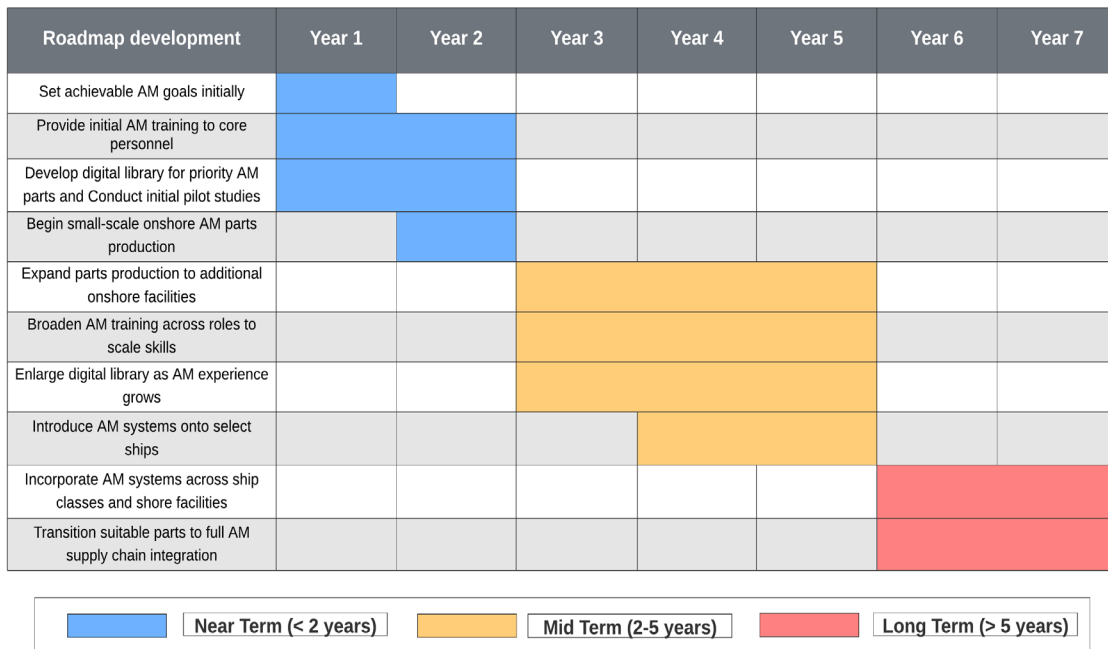 Roadmap development Year 1 Year 2 Year 3 Year 4 Year 5 Year 6 Year 7
Set achievable AM goals initially
Provide initial AM training to core
personnel
Develop digital library for priority AM
parts and Conduct initial pilot studies
Begin small-scale onshore AM parts
production
Expand parts production to additional
onshore facilities
Broaden AM training across roles to
scale skills
Enlarge digital library as AM experience
grows
Introduce AM systems onto select
ships
Incorporate AM systems across ship
classes and shore facilities
Transition suitable parts to full AM
supply chain integration
Near Term (< 2 years) Mid Term (2-5 years) Long Term (> 5 years)